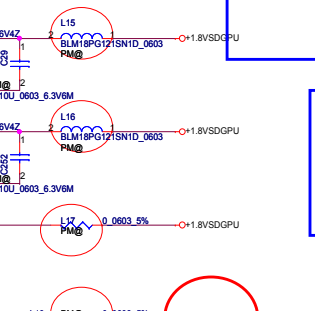 L15
6V4Z
2
1
+1.8VSDGPU
1
BLM18PG121SN1D_0603
C29
PM@
2
10U_0603_6.3V6M
L16
6V4Z
2
1
+1.8VSDGPU
1
BLM18PG121SN1D_0603
PM@
C252
2
10U_0603_6.3V6M
L17
0_0603_5%
+1.8VSDGPU
PM@